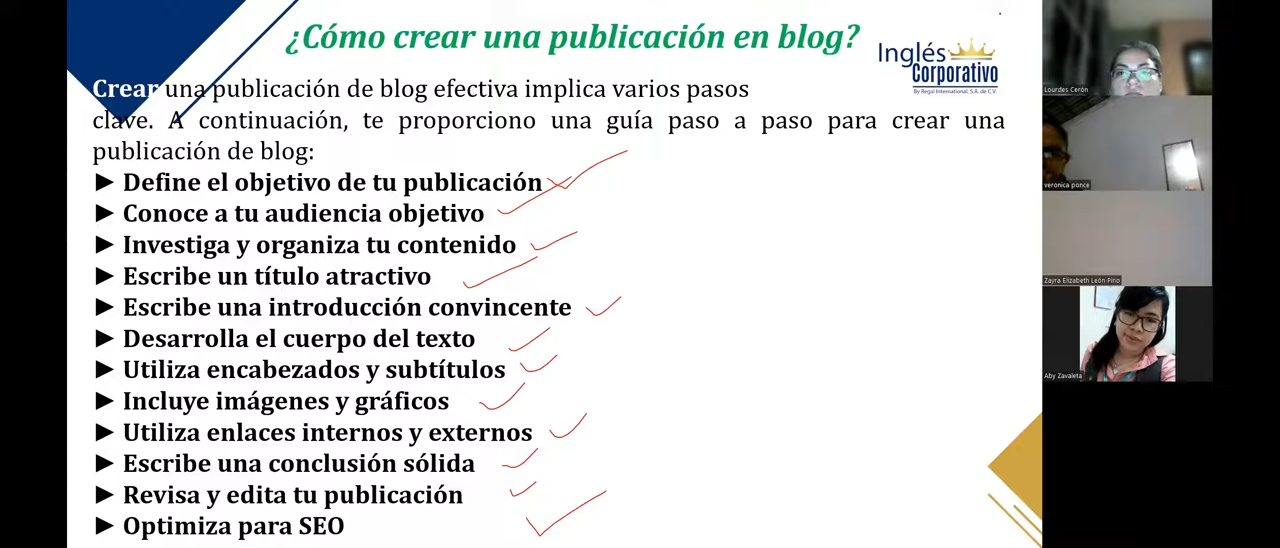 ¿Cómo crear una publicación en blog?
Inglés
Corporativo
By Regal International, S.A. de C.V
Crear una publicación de blog efectiva implica varios pasos
clave. A continuación, te proporciono una guía paso a paso para crear una
publicación de blog:
► Define el objetivo de tu publicación
► Conoce a tu audiencia objetivo
► Investiga y organiza tu contenido
► Escribe un título atractivo
► Escribe una introducción convincente
► Desarrolla el cuerpo del texto
► Utiliza encabezados y subtítulos
► Incluye imágenes y gráficos
► Utiliza enlaces internos y externos
► Escribe una conclusión sólida
► Revisa y edita tu publicación
► Optimiza para SEO
Lourdes Cerón
veronica ponce
Zayra Elizabeth León Pino
Aby Zavaleta